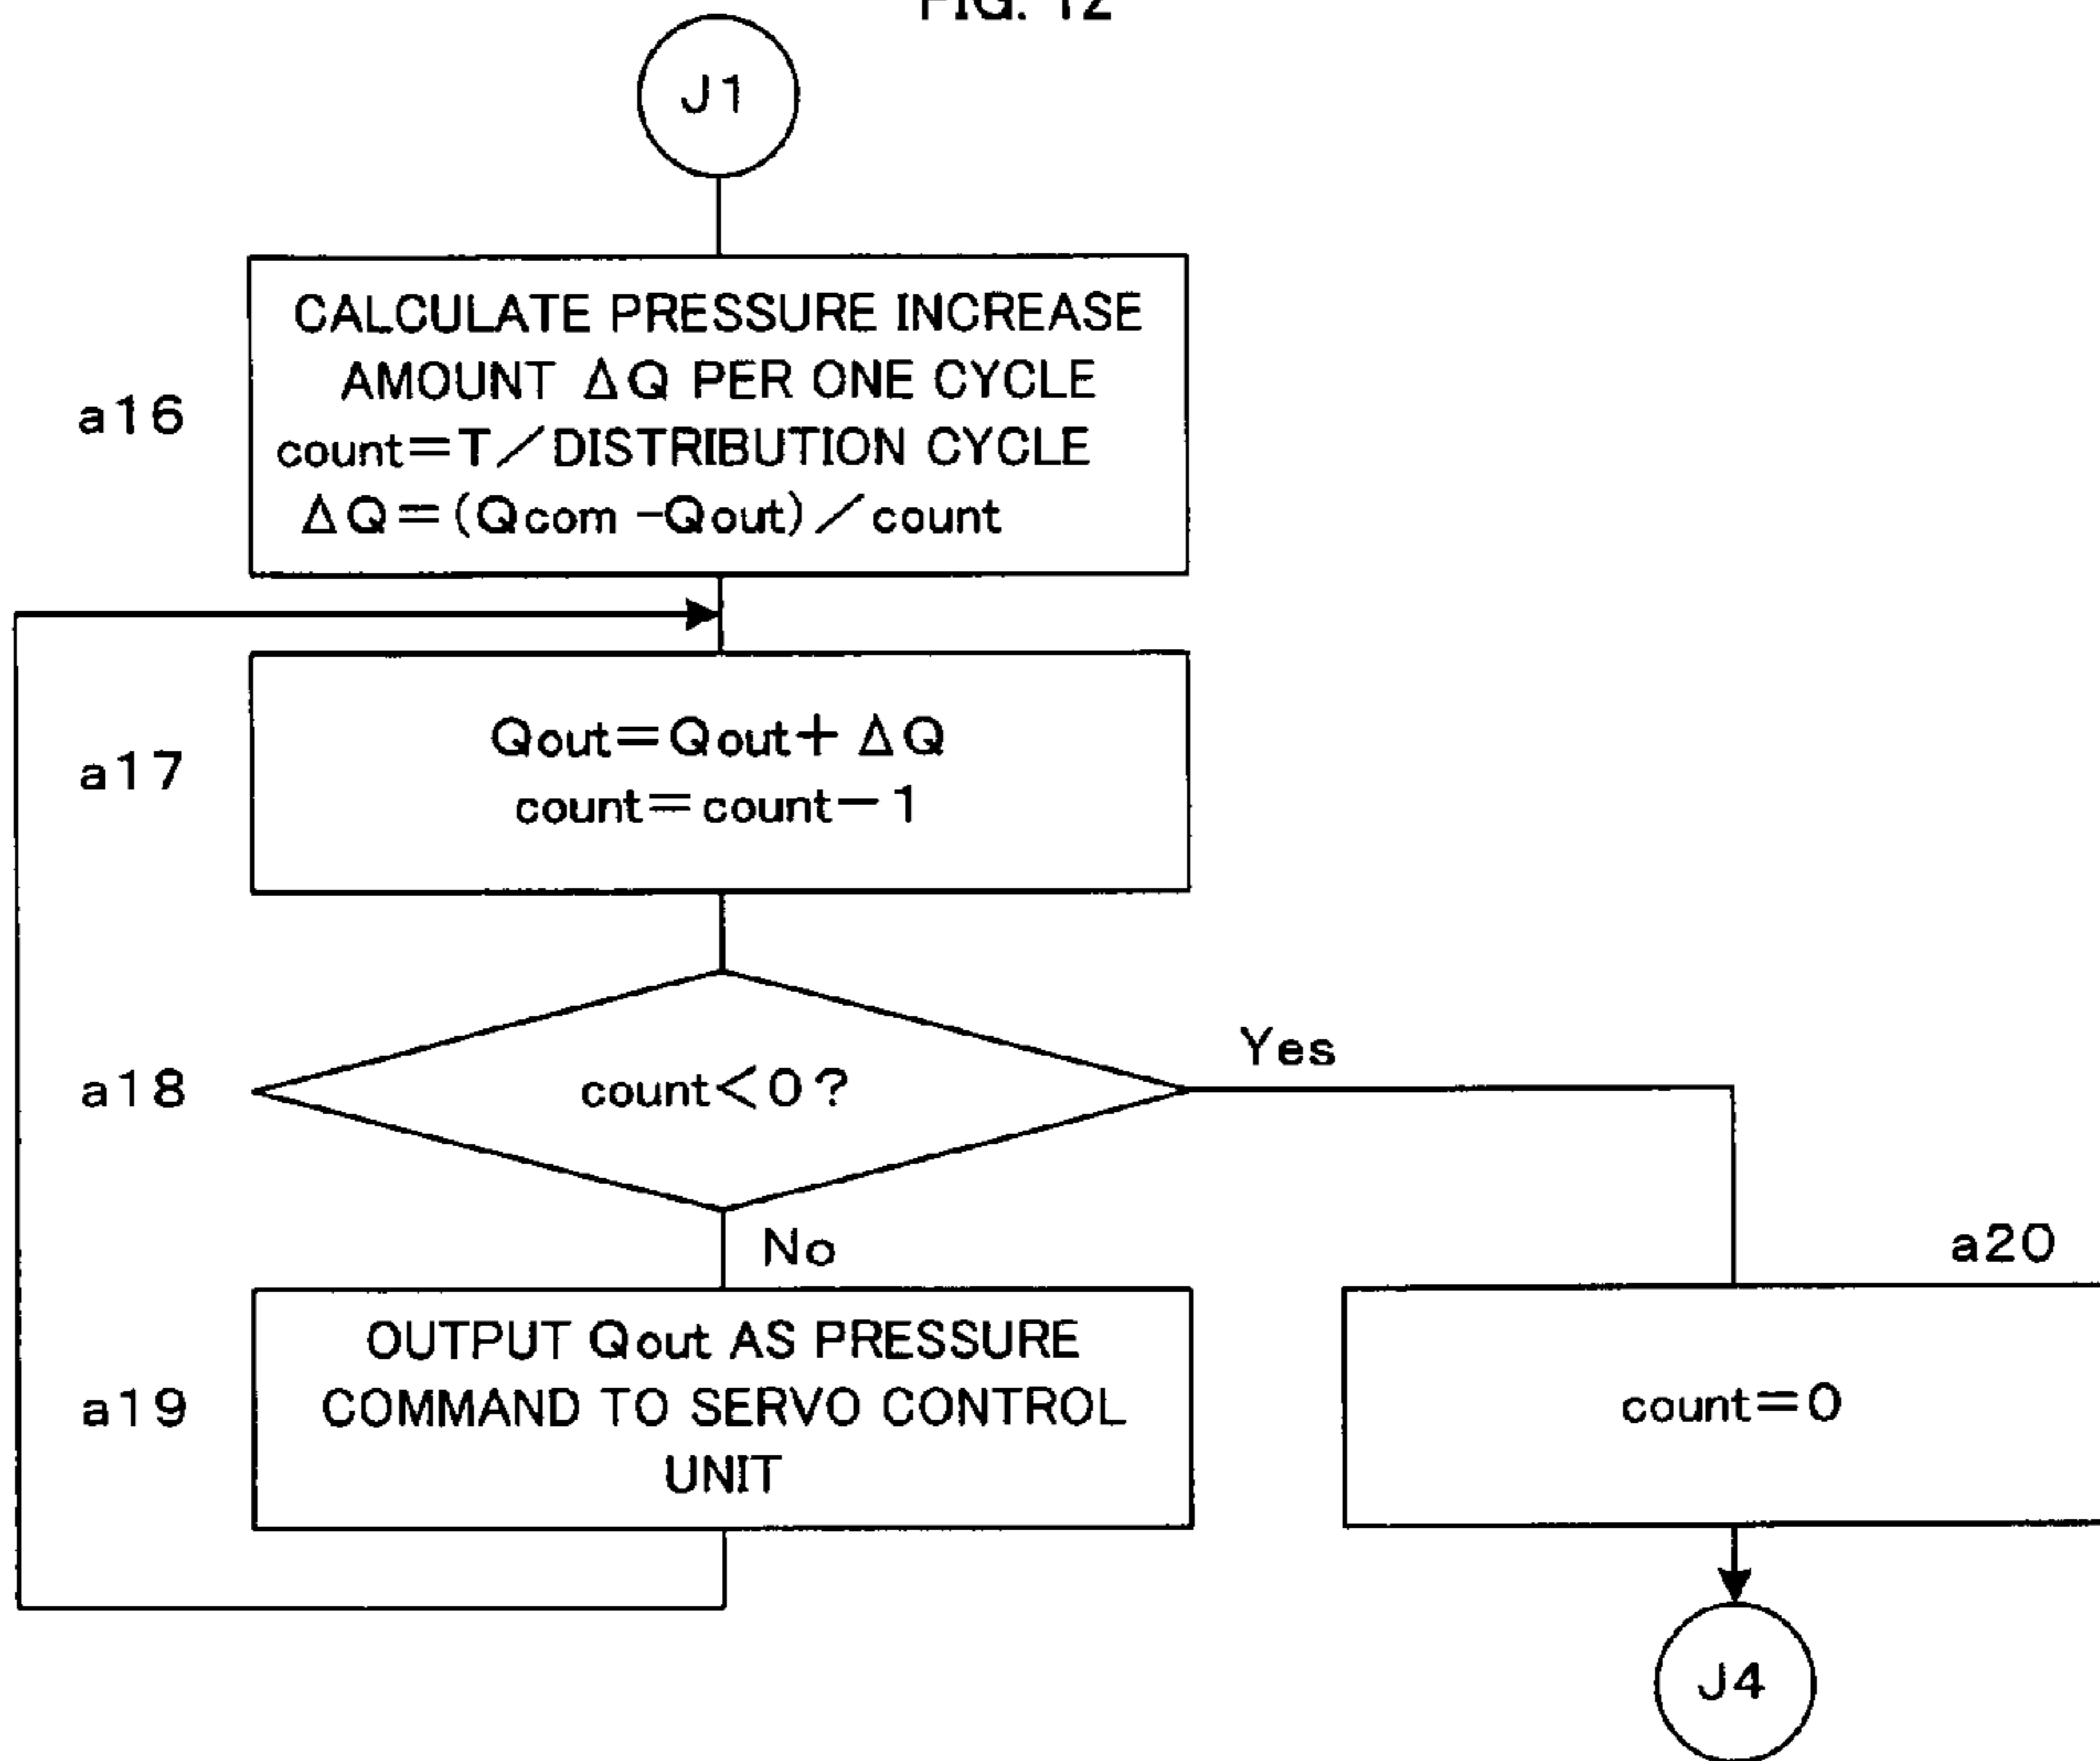 FIG. 12
J1
a16
CALCULATE PRESSURE INCREASE
AMOUNT ΔQ PER ONE CYCLE
count=T/DISTRIBUTION CYCLE
ΔQ=(Qcom -Qout)/count
a17
Qout=Qout+ ΔQ
count=count-1
a18
count<0?
Yes
No
a19
OUTPUT Qout AS PRESSURE
COMMAND TO SERVO CONTROL
UNIT
a20
count=0
J4